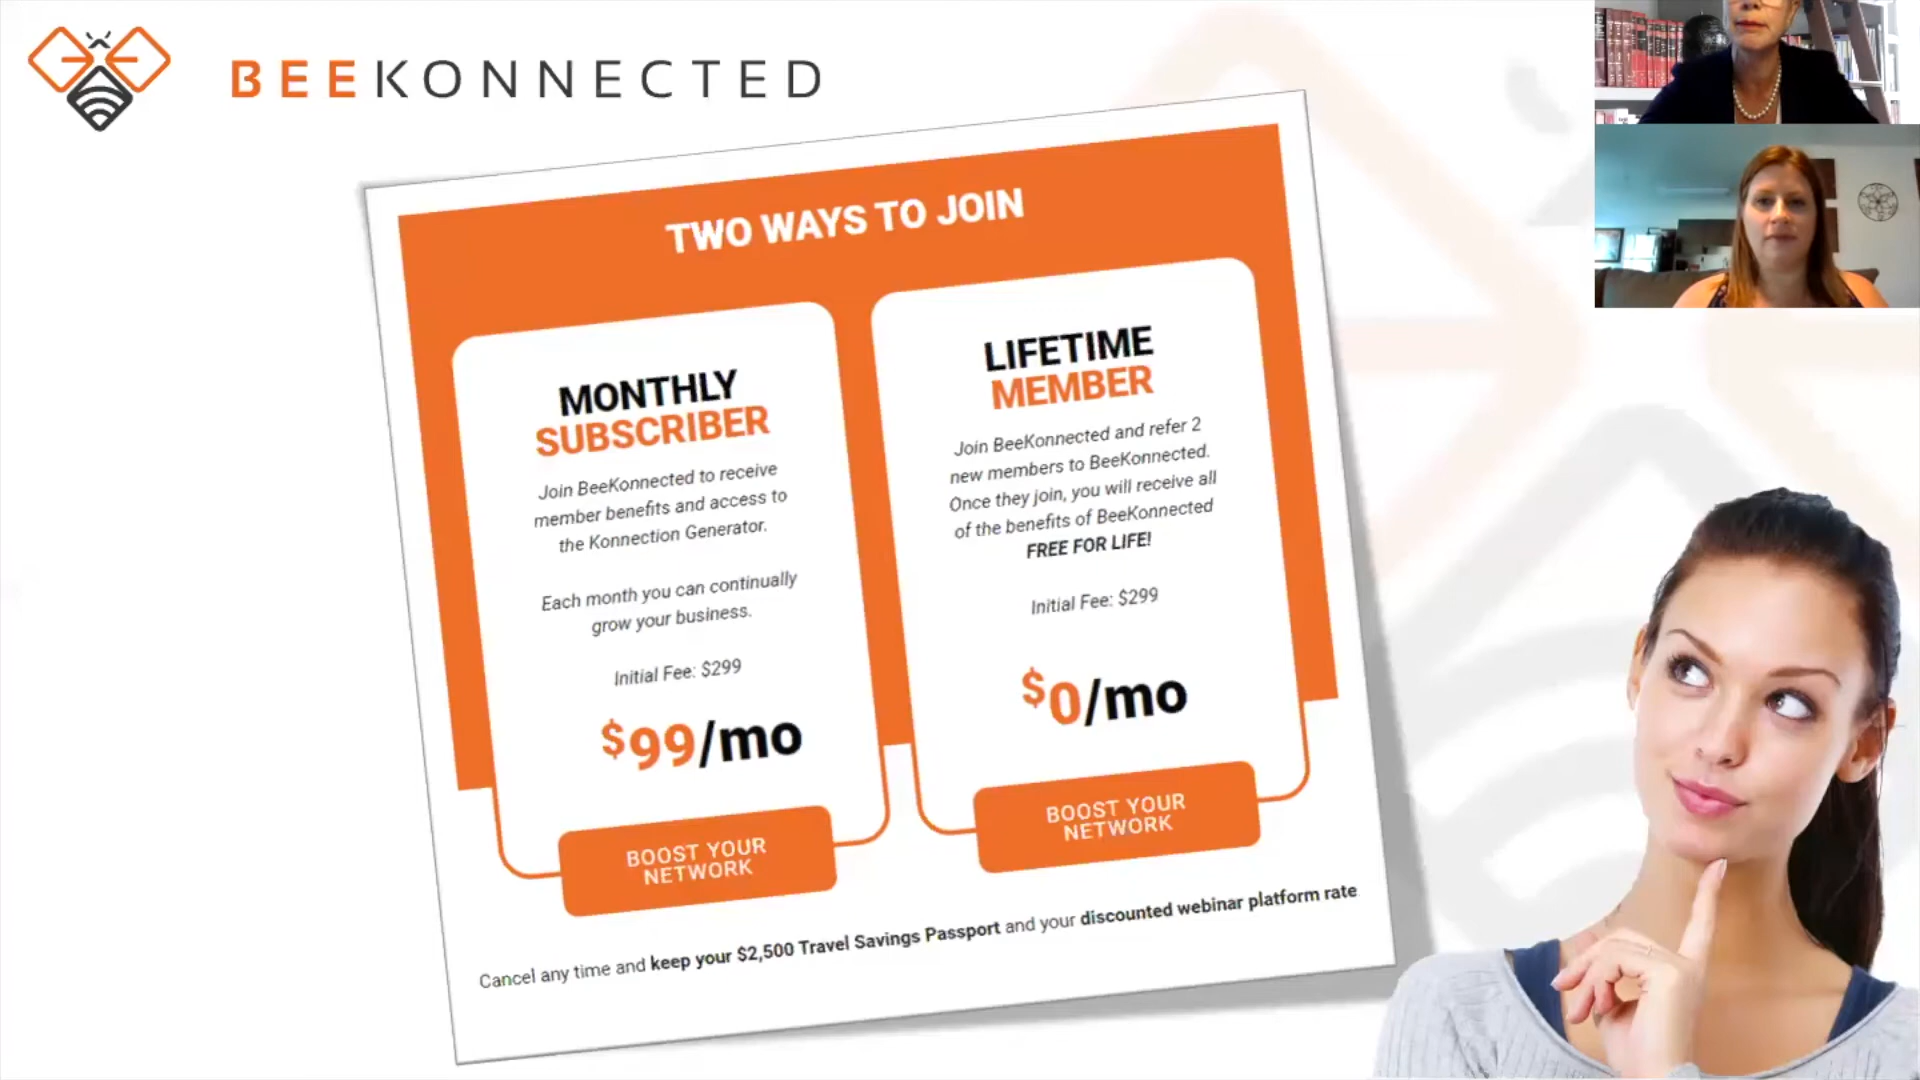 BEEKONNECTED
TWO WAYS TO JOIN
MONTHLY
SUBSCRIBER
Join BeeKonnected to receive
member benefits and access to
the Konnection Generator.
Each month you can continually
grow your business.
Initial Fee: $299
$99/mo
BOOST YOUR
NETWORK
LIFETIME
MEMBER
Join BeeKonnected and refer 2
new members to BeeKonnected.
Once they join, you will receive all
of the benefits of BeeKonnected
FREE FOR LIFE!
Initial Fee: $299
$0/mo
BOOST YOUR
NETWORK
Cancel any time and keep your $2,500 Travel Savings Passport and your discounted webinar platform rate